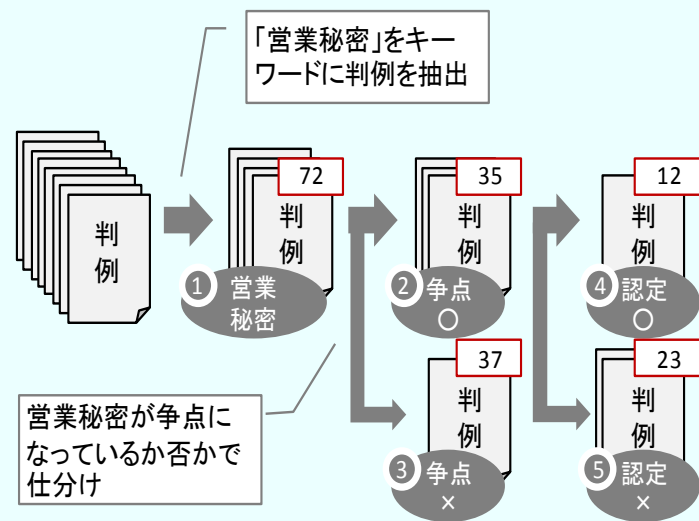 「営業秘密」をキー
ワードに判例を抽出
判
例
72
判
例
① 営業
秘密
35
判
例
② 争点
〇
12
判
例
④ 認定
〇
37
判
例
③ 争点
×
23
判
例
⑤ 認定
×
営業秘密が争点に
なっているか否かで
仕分け